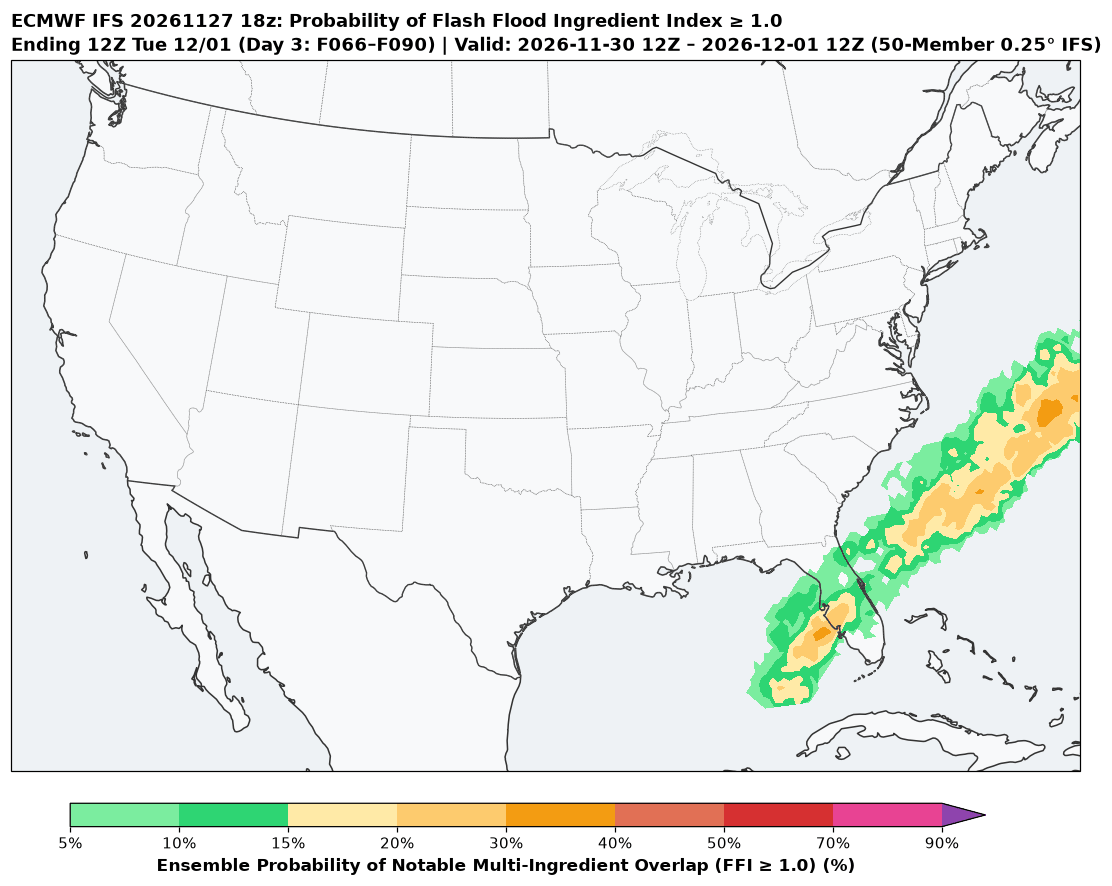 ECMWF IFS 20261127 18z: Probability of Flash Flood Ingredient Index ≥ 1.0
Ending 12Z Tue 12/01 (Day 3: F066–F090) | Valid: 2026-11-30 12Z – 2026-12-01 12Z (50-Member 0.25° IFS)
5% 10% 15% 20% 30% 40% 50% 70% 90%
Ensemble Probability of Notable Multi-Ingredient Overlap (FFI ≥ 1.0) (%)